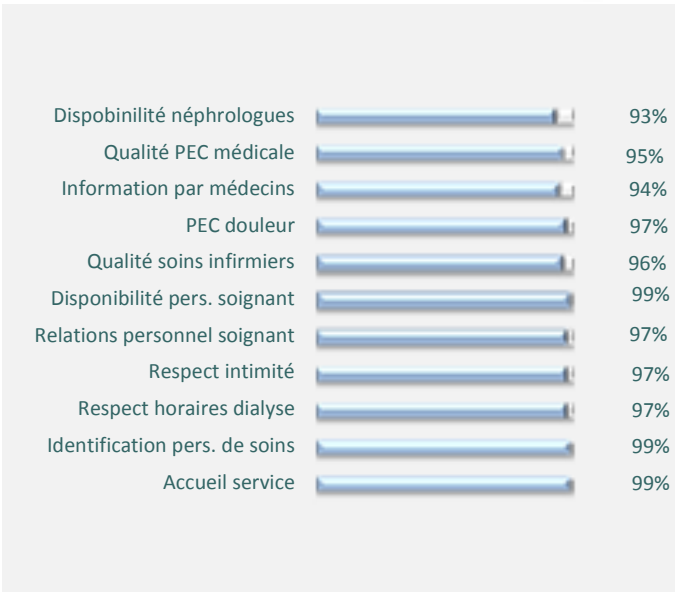 Dispobinilité néphrologues 93%
Qualité PEC médicale 95%
Information par médecins 94%
PEC douleur 97%
Qualité soins infirmiers 96%
Disponibilité pers. soignant 99%
Relations personnel soignant 97%
Respect intimité 97%
Respect horaires dialyse 97%
Identification pers. de soins 99%
Accueil service 99%